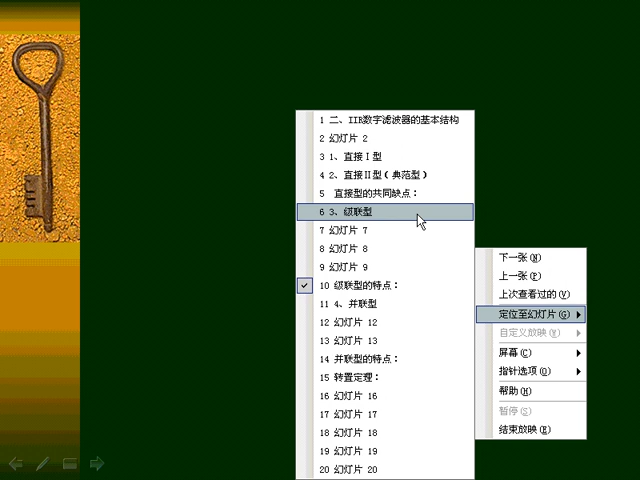 1 二、IIR数字滤波器的基本结构
2 幻灯片 2
3 1、直接Ⅰ型
4 2、直接Ⅱ型（典范型）
5 直接型的共同缺点：
6 3、级联型
7 幻灯片 7
8 幻灯片 8
9 幻灯片 9
10 级联型的特点：
11 4、并联型
12 幻灯片 12
13 幻灯片 13
14 并联型的特点：
15 转置定理：
16 幻灯片 16
17 幻灯片 17
18 幻灯片 18
19 幻灯片 19
20 幻灯片 20
下一张(N)
上一张(P)
上次查看过的(V)
定位至幻灯片(G)
自定义放映(W)
屏幕(C)
指针选项(O)
帮助(H)
暂停(S)
结束放映(E)